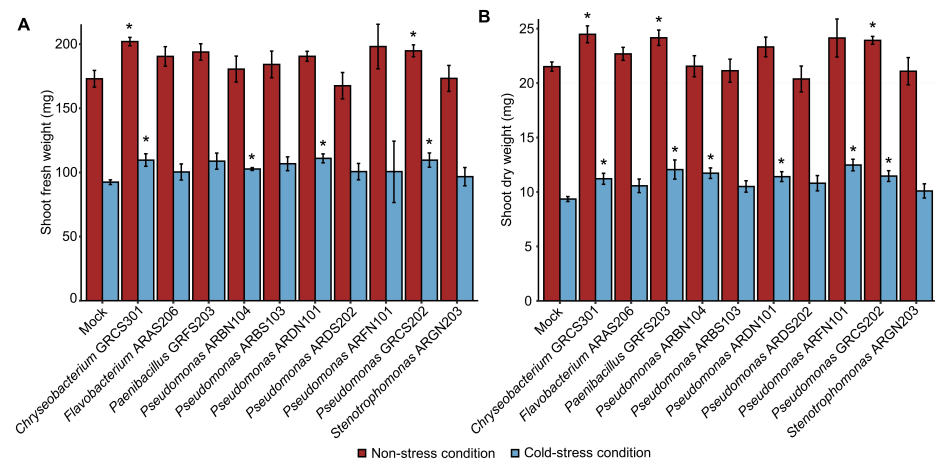 A
Shoot fresh weight (mg)
200
150
100
50
0
* * * * * * *
Mock
Chryseobacterium GRCS301
Flavobacterium ARAS206
Paenibacillus GRFS203
Pseudomonas ARBN104
Pseudomonas ARBS103
Pseudomonas ARDN101
Pseudomonas ARDS202
Pseudomonas ARFN101
Pseudomonas GRCS202
Stenotrophomonas ARGN203
B
Shoot dry weight (mg)
25
20
15
10
5
0
* * * * * * * * *
Mock
Chryseobacterium GRCS301
Flavobacterium ARAS206
Paenibacillus GRFS203
Pseudomonas ARBN104
Pseudomonas ARBS103
Pseudomonas ARDN101
Pseudomonas ARDS202
Pseudomonas ARFN101
Pseudomonas GRCS202
Stenotrophomonas ARGN203
Non-stress condition Cold-stress condition